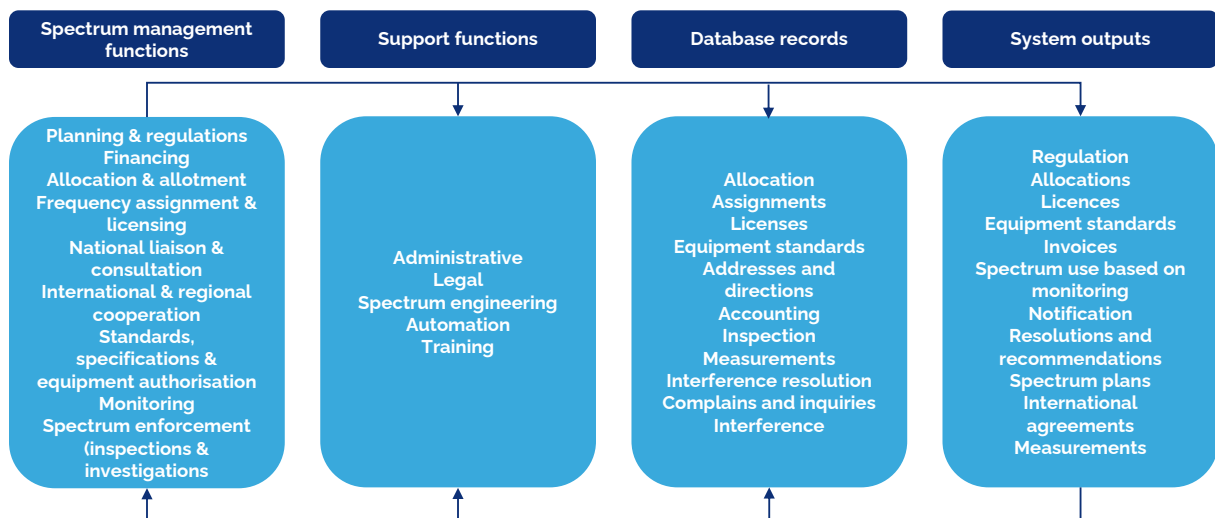 Spectrum management
functions
Support functions
Database records
System outputs
Planning & regulations
Financing
Allocation & allotment
Frequency assignment &
licensing
National liaison &
consultation
International & regional
cooperation
Standards,
specifications &
equipment authorisation
Monitoring
Spectrum enforcement
(inspections &
investigations
Administrative
Legal
Spectrum engineering
Automation
Training
Allocation
Assignments
Licenses
Equipment standards
Addresses and
directions
Accounting
Inspection
Measurements
Interference resolution
Complains and inquiries
Interference
Regulation
Allocations
Licences
Equipment standards
Invoices
Spectrum use based on
monitoring
Notification
Resolutions and
recommendations
Spectrum plans
International
agreements
Measurements